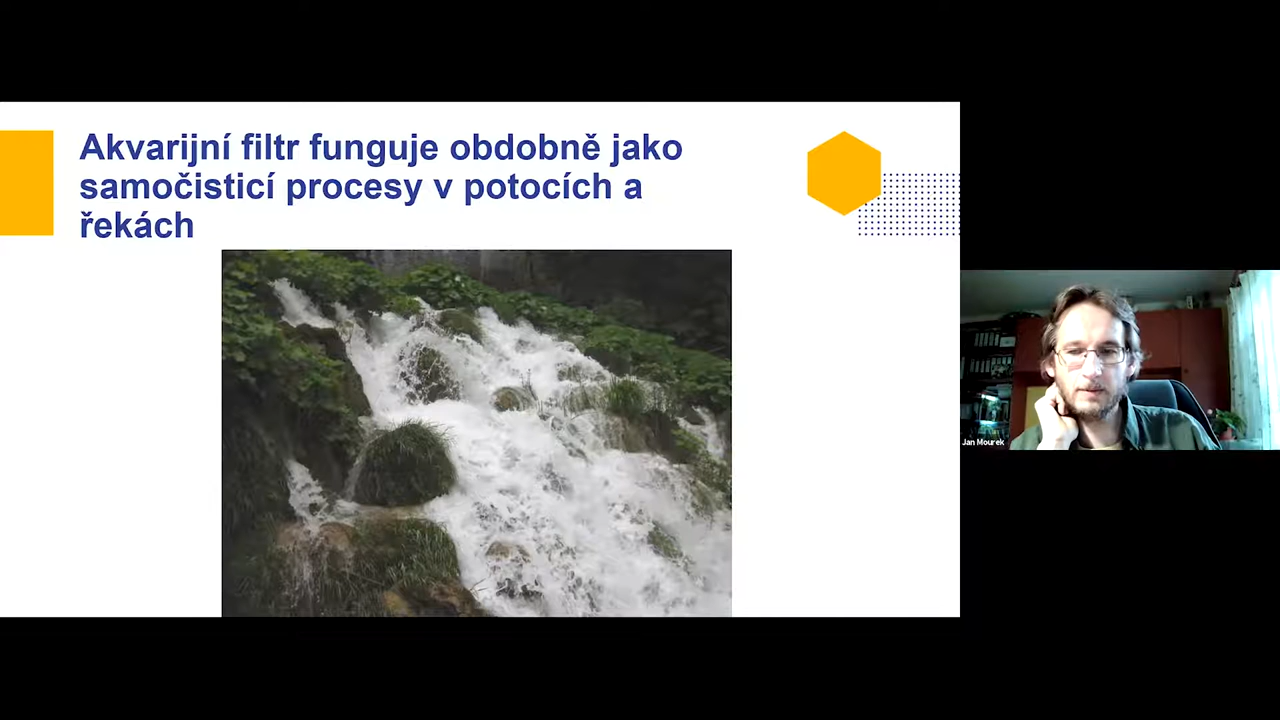 Akvarijní filtr funguje obdobně jako
samočisticí procesy v potocích a
řekách
Jan Mourek